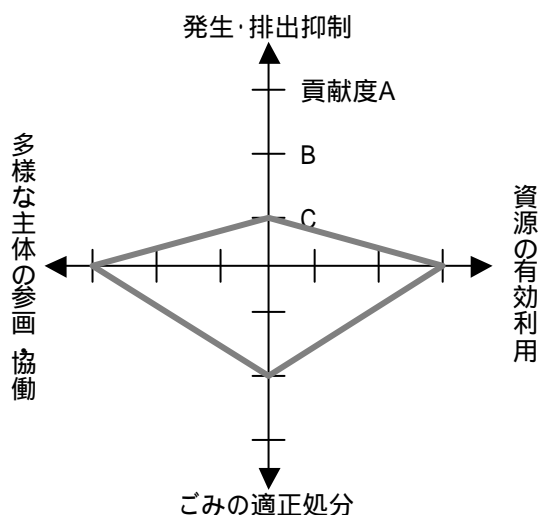 発生·排出抑制
貢献度A
B
C
多様な主体の参画・協働
資源の有効利用
ごみの適正処分